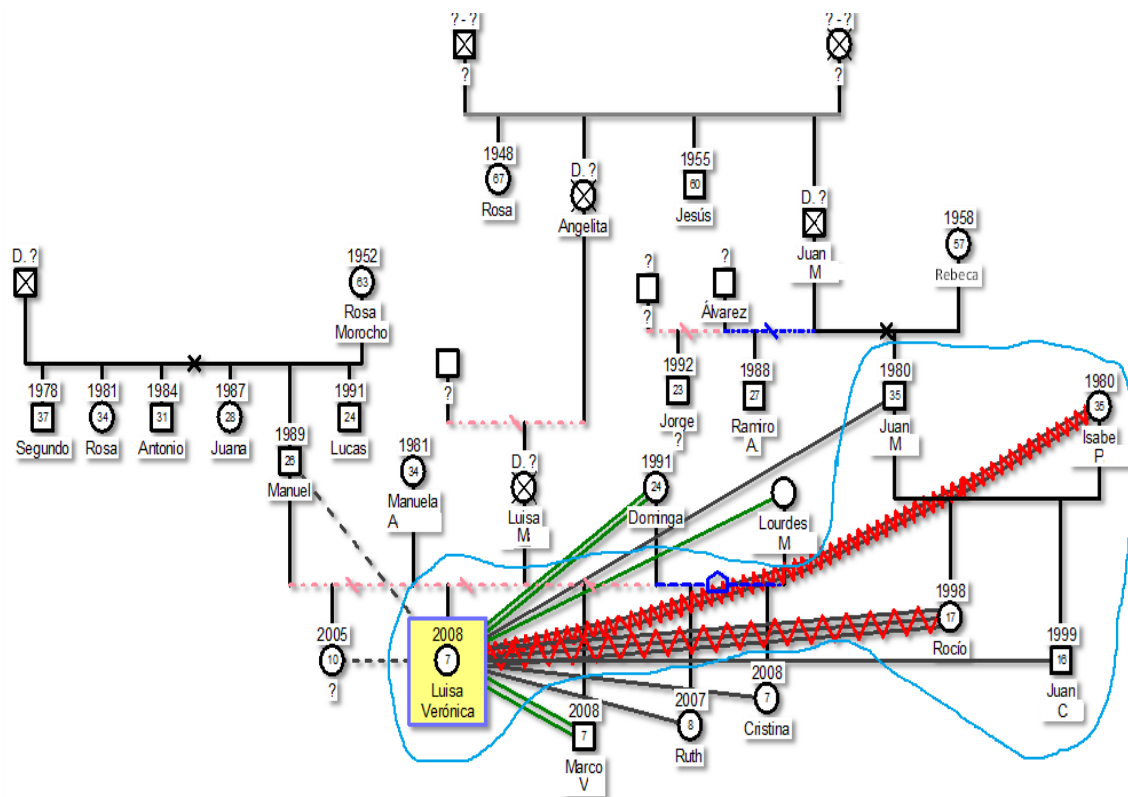 ? - ?
? - ?
?
?
1948
67
Rosa
D. ?
Angelita
1955
60
Jesús
D. ?
Juan
M
1958
57
Rebeca
D. ?
1952
63
Rosa
Morocho
?
?
?
Álvarez
1978
37
Segundo
1981
34
Rosa
1984
31
Antonio
1987
28
Juana
1989
26
Manuel
1991
24
Lucas
?
1981
34
Manuela
A
D. ?
Luisa
M
1992
23
Jorge
?
1988
27
Ramiro
A.
1991
24
Dominga
Lourdes
M
1980
35
Juan
M
1980
35
Isabel
P
2005
10
?
2008
7
Luisa
Verónica
2008
7
Marco
V
2007
8
Ruth
2008
7
Cristina
1998
17
Rocío
1999
16
Juan
C